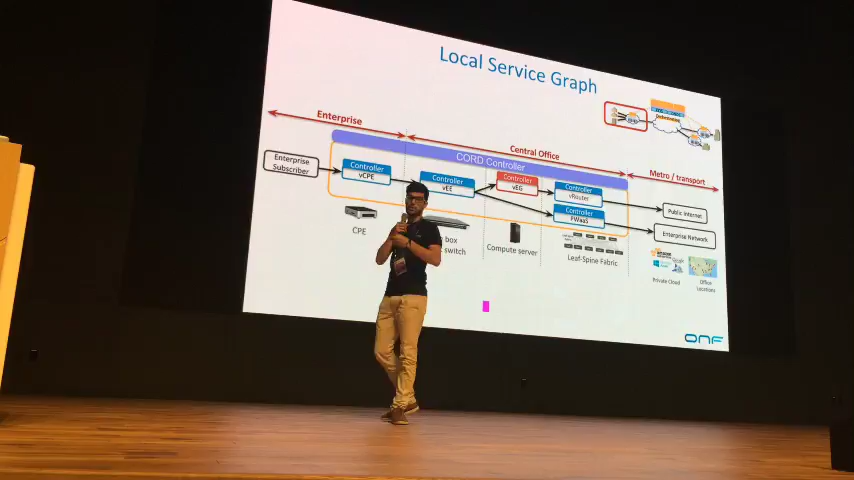 Local Service Graph
Enterprise
Central Office
Metro / transport
CORD Controller
Enterprise
Subscriber
Controller
vCPE
Controller
vEE
Controller
vEG
Controller
vRouter
Controller
FWaaS
Public Internet
Enterprise Network
CPE
box
switch
Compute server
Leaf-Spine Fabric
Private Cloud
Office
Locations
ONF